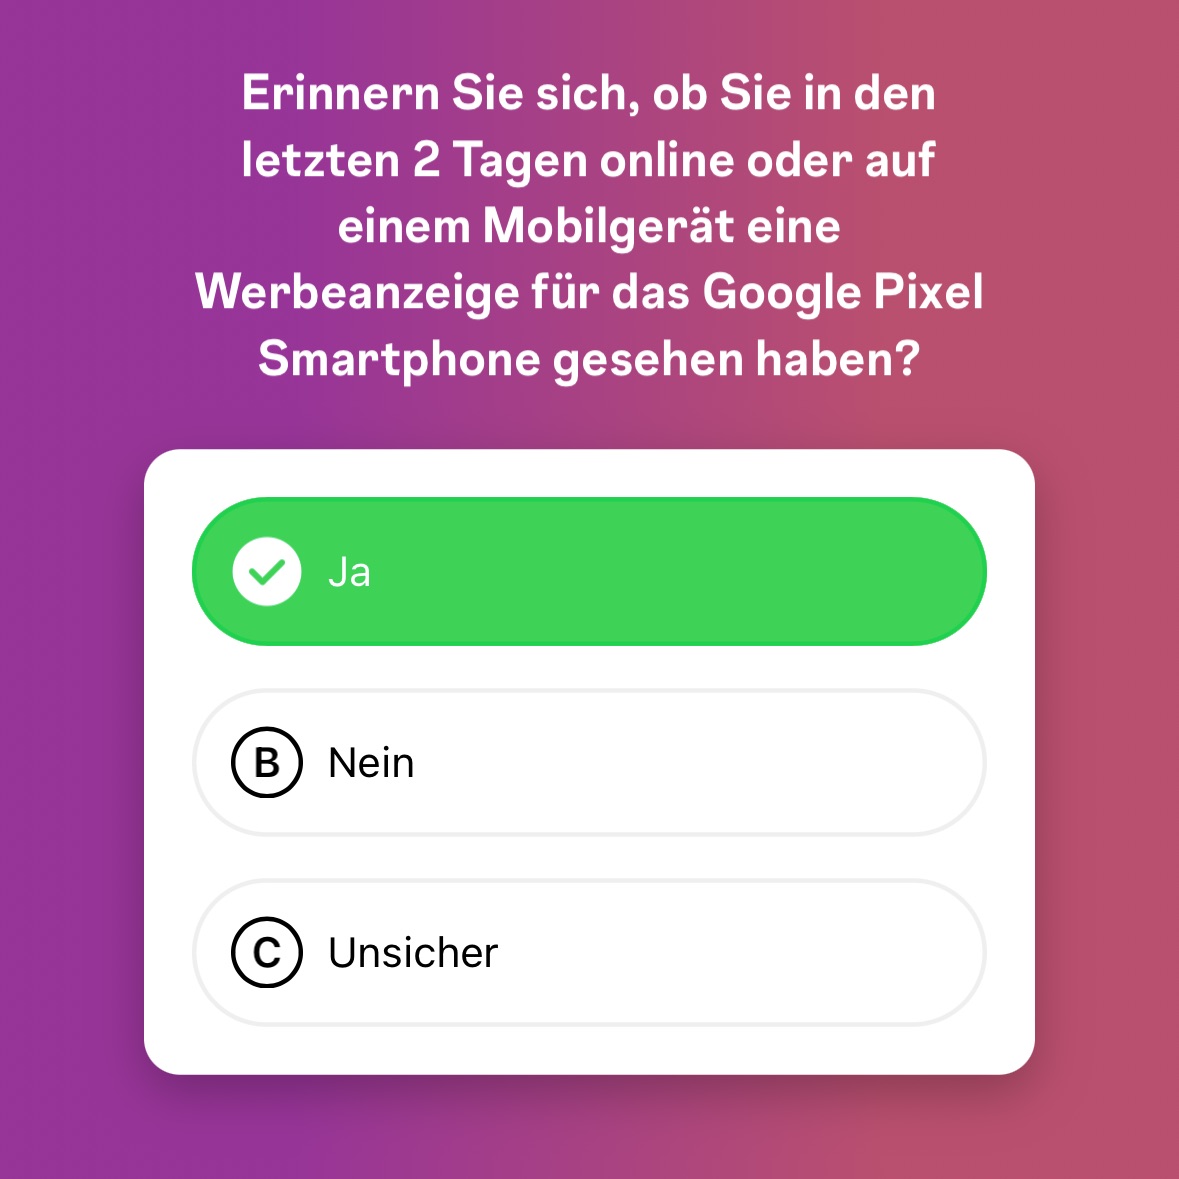 Erinnern Sie sich, ob Sie in den
letzten 2 Tagen online oder auf
einem Mobilgerät eine
Werbeanzeige für das Google Pixel
Smartphone gesehen haben?
Ja
B Nein
C Unsicher